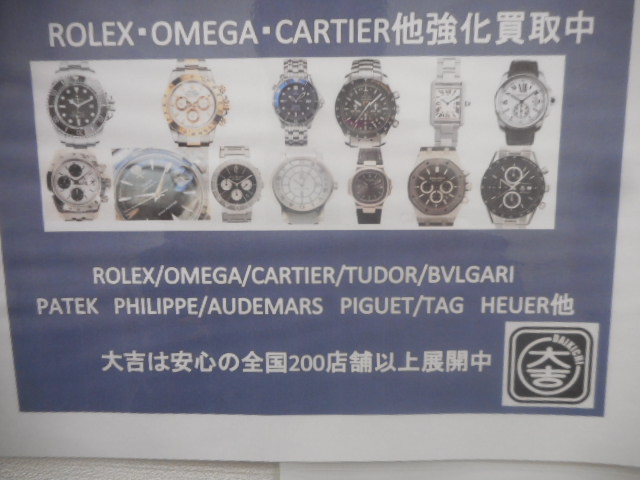 ROLEX・OMEGA・CARTIER他強化買取中
ROLEX/OMEGA/CARTIER/TUDOR/BVLGARI
PATEK PHILIPPE/AUDEMARS PIGUET/TAG HEUER他
大吉は安心の全国200店舗以上展開中
DAIKICHI
大吉